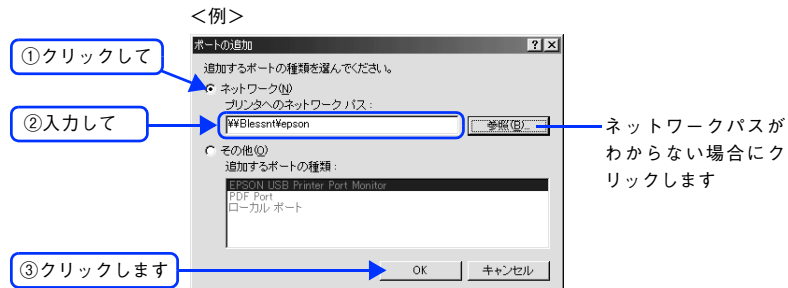 ＜例＞
ポートの追加
①クリックして
追加するポートの種類を選んでください。
ネットワーク(N)
プリンタへのネットワーク パス：
②入力して
¥¥Blessnt¥epson
参照(B)...
ネットワークパスが
わからない場合にク
リックします
その他(O)
追加するポートの種類：
EPSON USB Printer Port Monitor
PDF Port
ローカル ポート
③クリックします
OK
キャンセル